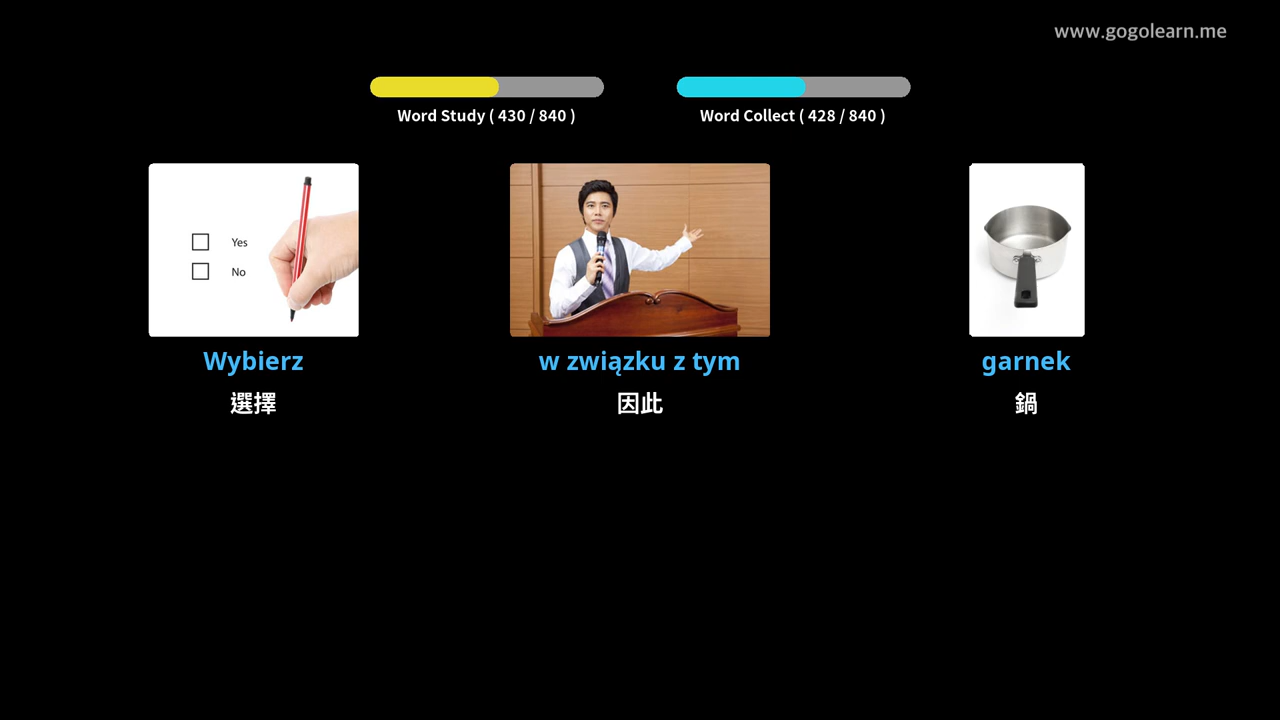 www.gogolearn.me
Word Study ( 430 / 840 )
Word Collect ( 428 / 840 )
Yes
No
Wybierz
w związku z tym
garnek
選擇
因此
鍋